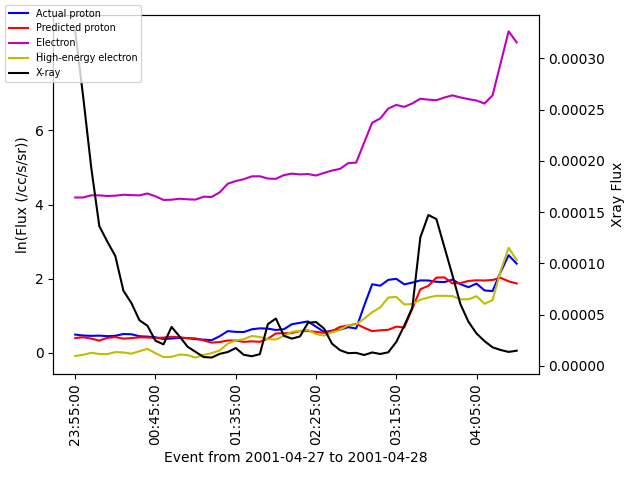 Actual proton
Predicted proton
Electron
High-energy electron
X-ray
ln(Flux (/cc/s/sr))
6
4
2
0
0.00030
0.00025
0.00020
0.00015
0.00010
0.00005
0.00000
Xray Flux
23:55:00
00:45:00
01:35:00
02:25:00
03:15:00
04:05:00
Event from 2001-04-27 to 2001-04-28